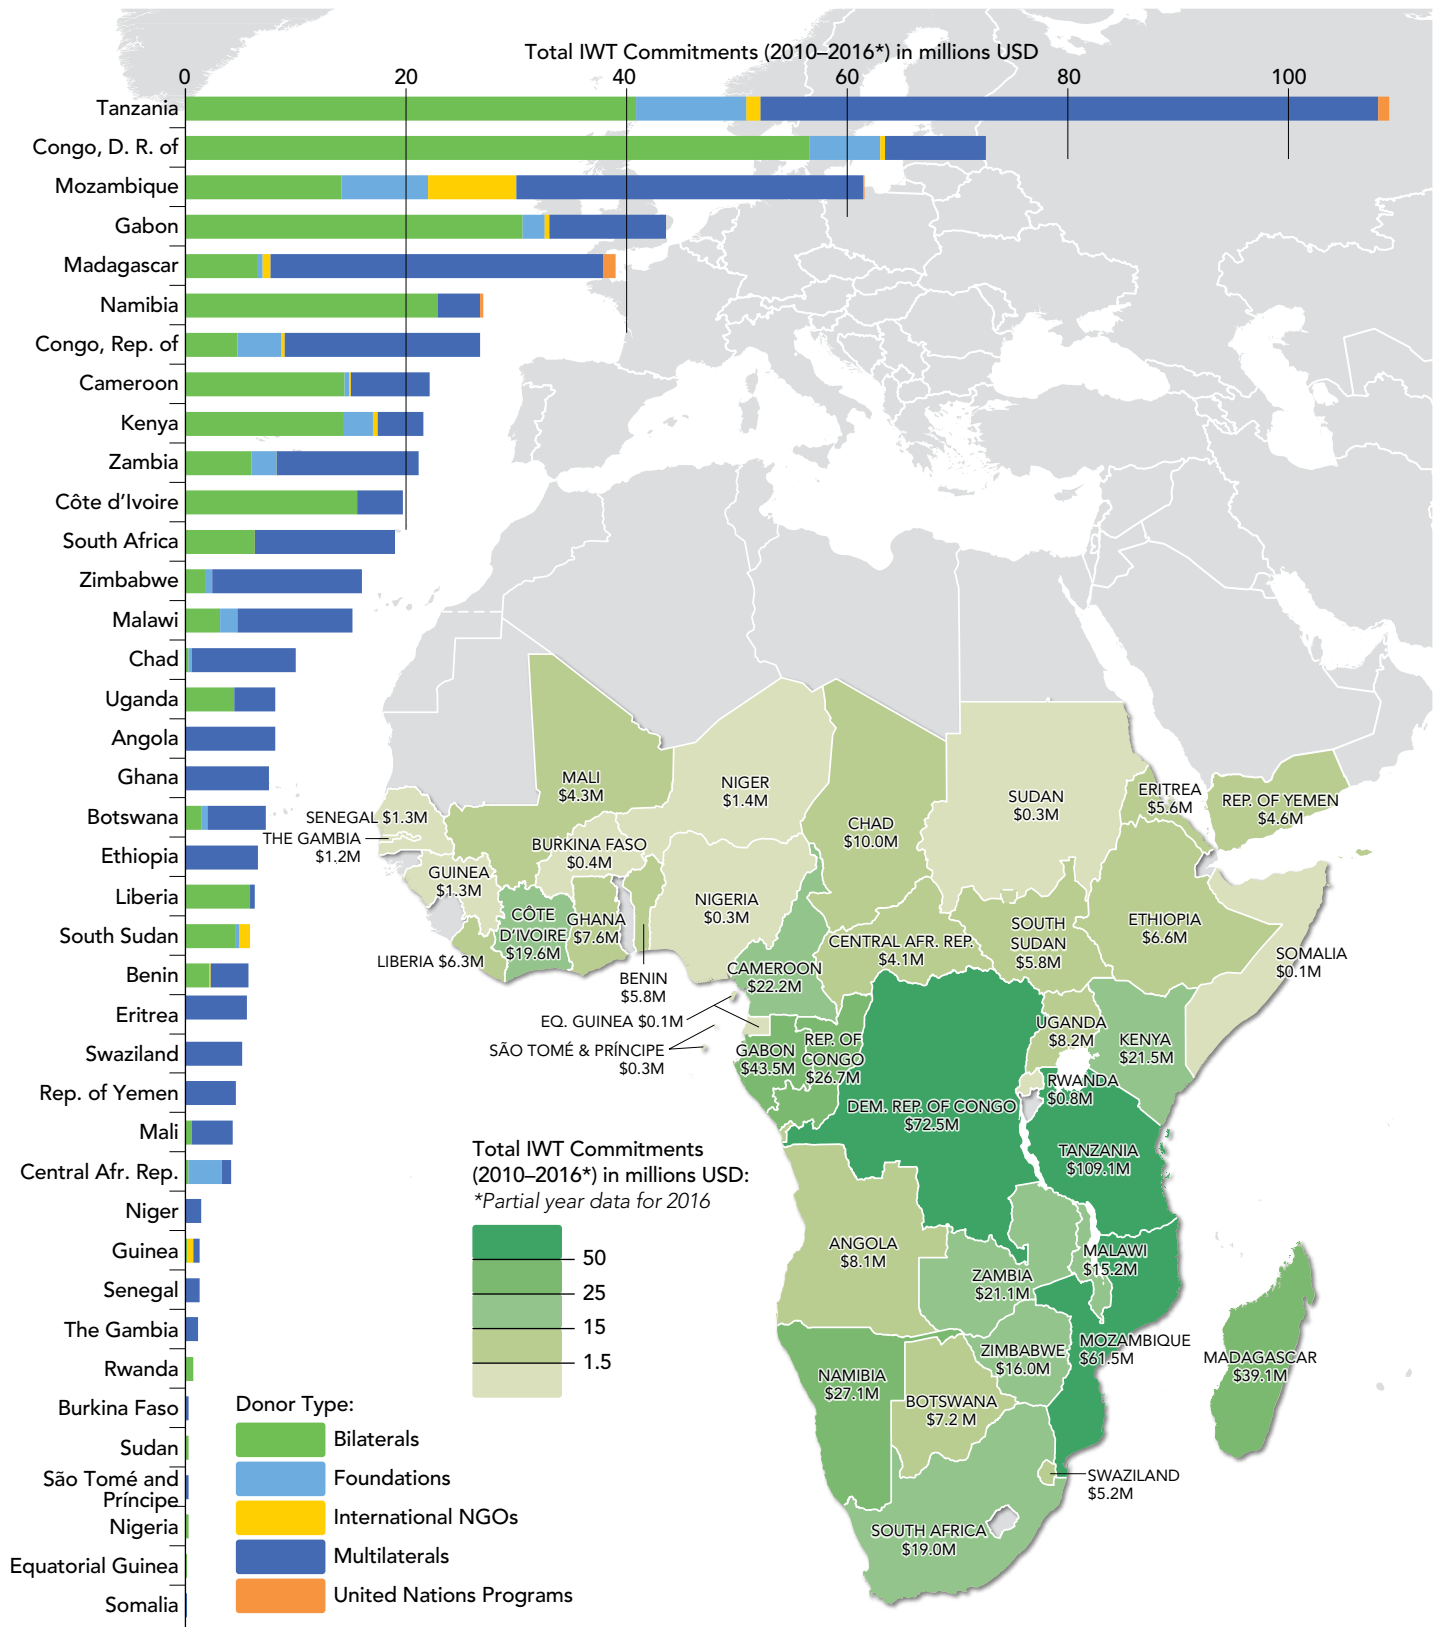 Total IWT Commitments (2010–2016*) in millions USD
0 20 40 60 80 100
Tanzania
Congo, D. R. of
Mozambique
Gabon
Madagascar
Namibia
Congo, Rep. of
Cameroon
Kenya
Zambia
Côte d'Ivoire
South Africa
Zimbabwe
Malawi
Chad
Uganda
Angola
Ghana
Botswana
Ethiopia
Liberia
South Sudan
Benin
Eritrea
Swaziland
Rep. of Yemen
Mali
Central Afr. Rep.
Niger
Guinea
Senegal
The Gambia
Rwanda
Burkina Faso
Sudan
São Tomé and
Príncipe
Nigeria
Equatorial Guinea
Somalia
MALI
$4.3M
NIGER
$1.4M
SUDAN
$0.3M
ERITREA
$5.6M
REP. OF YEMEN
$4.6M
SENEGAL $1.3M
THE GAMBIA
$1.2M
CHAD
$10.0M
BURKINA FASO
$0.4M
GUINEA
$1.3M
NIGERIA
$0.3M
CÔTE
D'IVOIRE
$19.6M
GHANA
$7.6M
SOUTH
SUDAN
$5.8M
ETHIOPIA
$6.6M
CENTRAL AFR. REP.
$4.1M
SOMALIA
$0.1M
LIBERIA $6.3M
BENIN
$5.8M
CAMEROON
$22.2M
EQ. GUINEA $0.1M
SÃO TOMÉ & PRÍNCIPE
$0.3M
GABON
$43.5M
REP. OF
CONGO
$26.7M
UGANDA
$8.2M
KENYA
$21.5M
RWANDA
$0.8M
DEM. REP. OF CONGO
$72.5M
TANZANIA
$109.1M
ANGOLA
$8.1M
ZAMBIA
$21.1M
MALAWI
$15.2M
MOZAMBIQUE
$61.5M
ZIMBABWE
$16.0M
MADAGASCAR
$39.1M
NAMIBIA
$27.1M
BOTSWANA
$7.2 M
SWAZILAND
$5.2M
SOUTH AFRICA
$19.0M
Total IWT Commitments
(2010–2016*) in millions USD:
*Partial year data for 2016
50
25
15
1.5
Donor Type:
Bilaterals
Foundations
International NGOs
Multilaterals
United Nations Programs